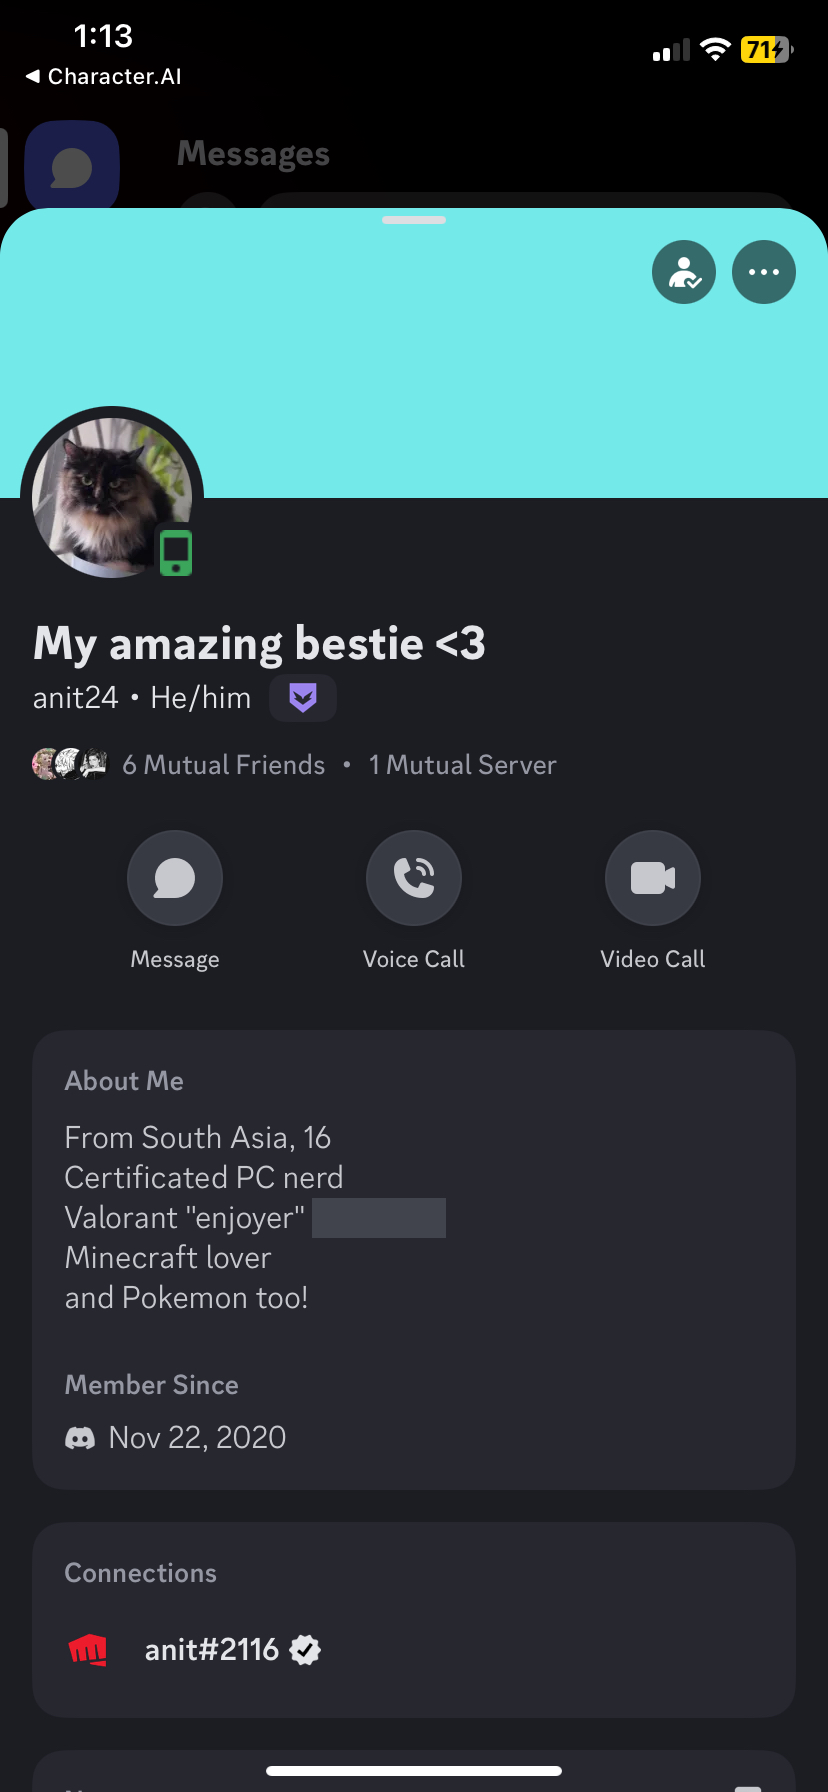 1:13
71
◀ Character.AI
Messages
My amazing bestie <3
anit24 • He/him
6 Mutual Friends • 1 Mutual Server
Message
Voice Call
Video Call
About Me
From South Asia, 16
Certificated PC nerd
Valorant "enjoyer"
Minecraft lover
and Pokemon too!
Member Since
Nov 22, 2020
Connections
anit#2116